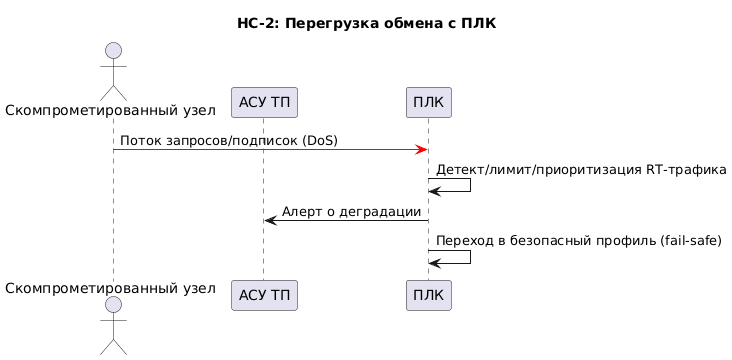 НС-2: Перегрузка обмена с ПЛК
Скомпрометированный узел
АСУ ТП
ПЛК
Поток запросов/подписок (DoS)
Детект/лимит/приоритизация RT-трафика
Алерт о деградации
Переход в безопасный профиль (fail-safe)
Скомпрометированный узел
АСУ ТП
ПЛК